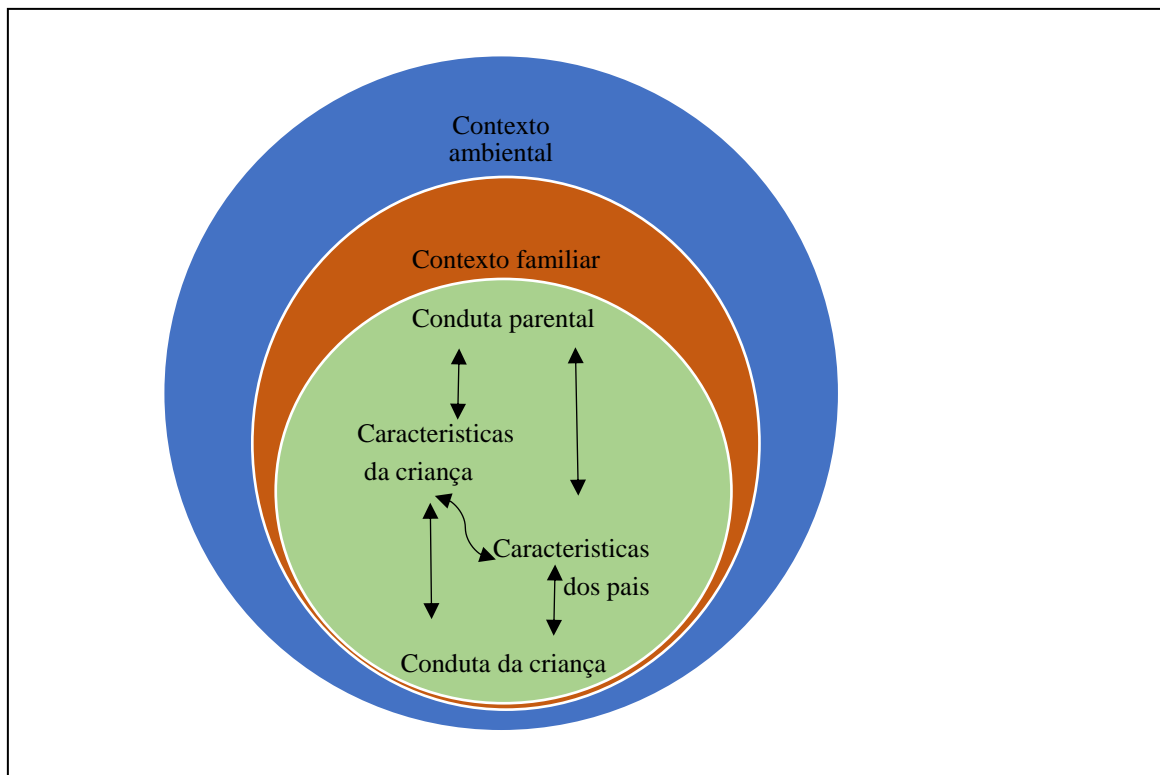 Contexto
ambiental
Contexto familiar
Conduta parental
Caracteristicas
da criança
Caracteristicas
dos pais
Conduta da criança